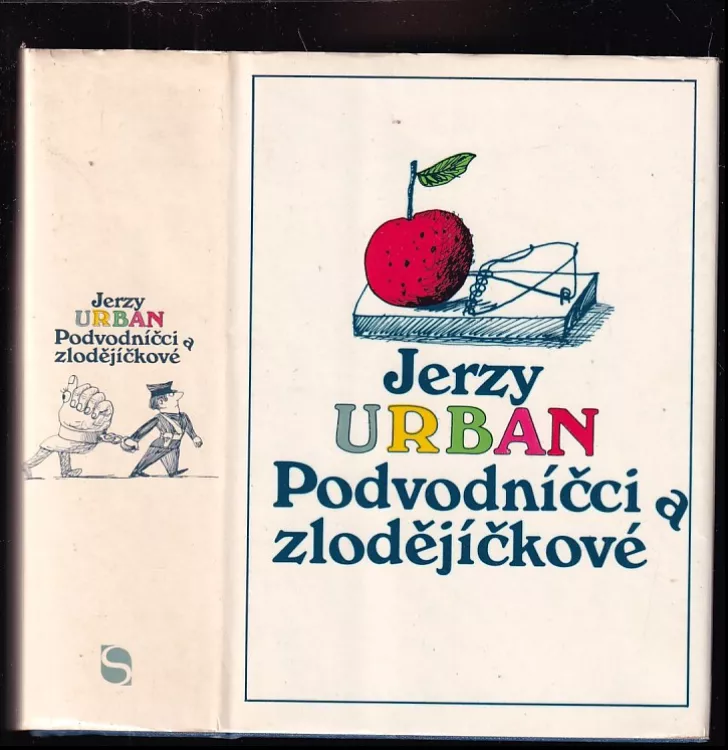 Jerzy
URBAN
Podvodníčci a
zlodějíčkové
S
Jerzy
URBAN
Podvodníčci a
zlodějíčkové